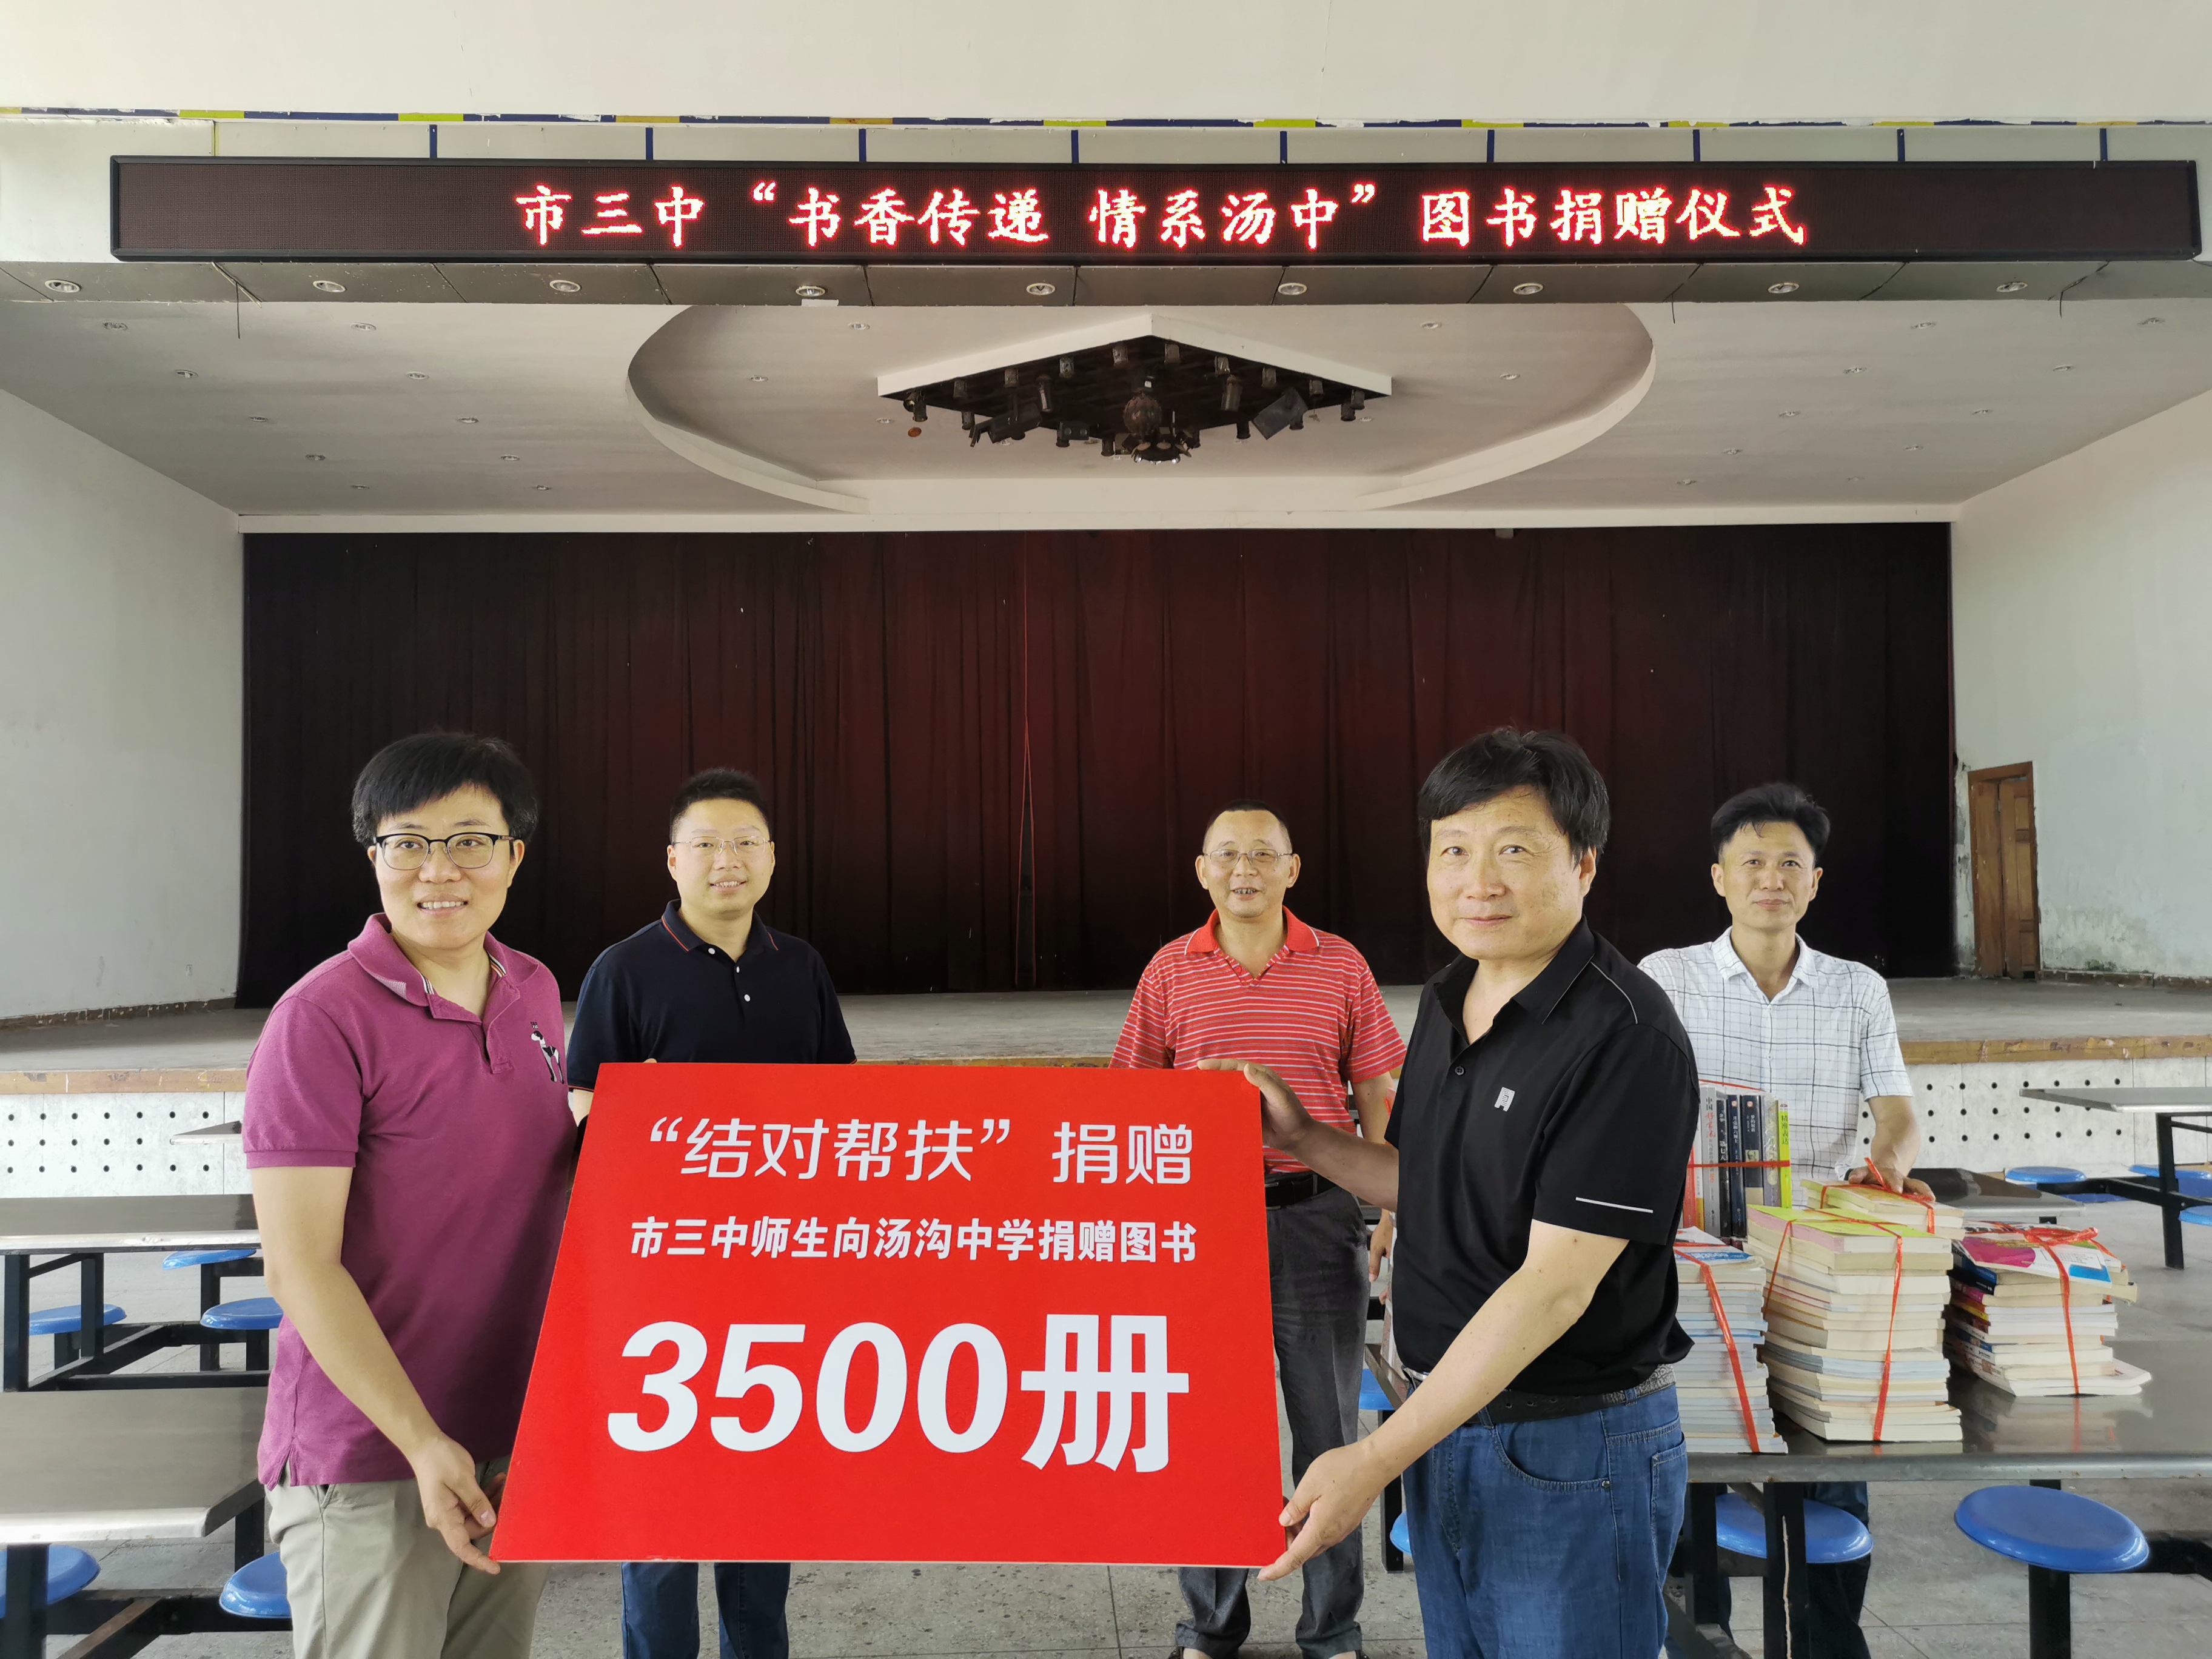 市三中“书香传递 情系汤中”图书捐赠仪式
“结对帮扶”捐赠
市三中师生向汤沟中学捐赠图书
3500册